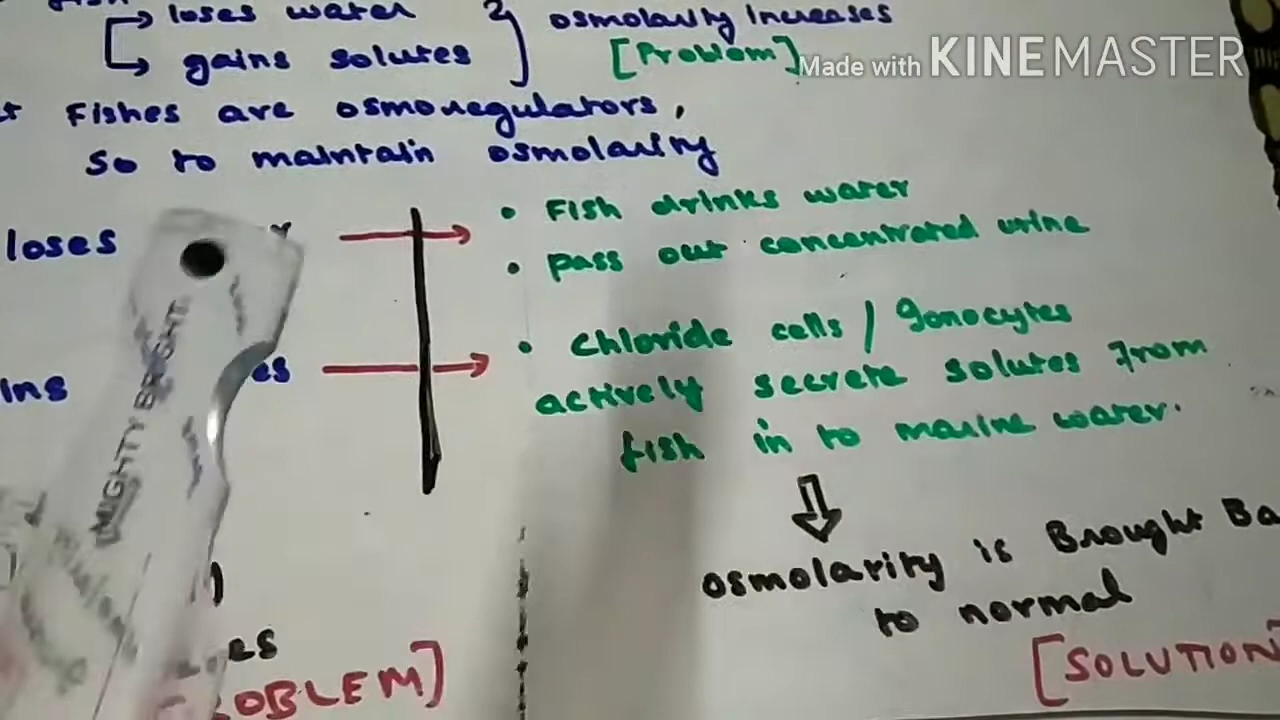 loses water
gains solutes
osmolarity increases
[Problem]
Made with KINEMASTER
Fishes are osmoregulators,
so to maintain osmolarity
loses
• Fish drinks water
• pass out concentrated urine
ins
es
• chloride cells / Ionocytes
actively secrete solutes from
fish in to marine water.
MIGHTY BRIGHT
osmolarity is Brought Ba
to normal
es
OBLEM]
[SOLUTION